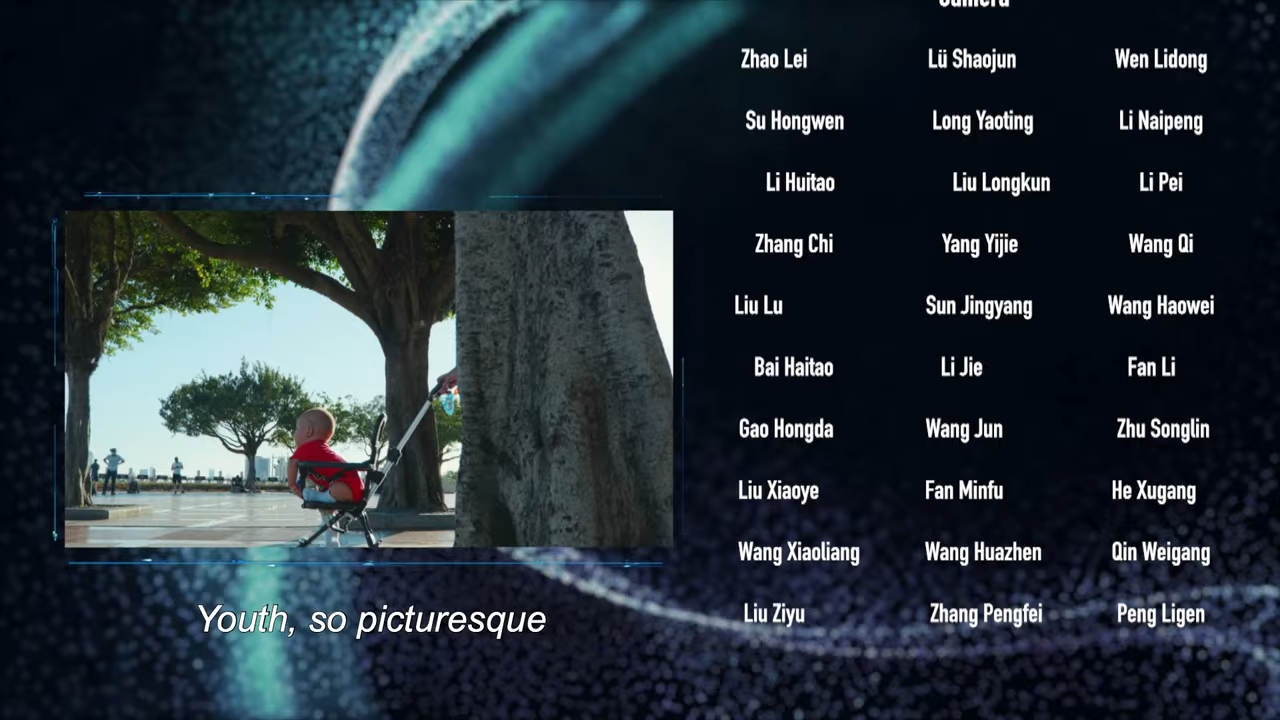 Camera
Zhao Lei Lü Shaojun Wen Lidong
Su Hongwen Long Yaoting Li Naipeng
Li Huitao Liu Longkun Li Pei
Zhang Chi Yang Yijie Wang Qi
Liu Lu Sun Jingyang Wang Haowei
Bai Haitao Li Jie Fan Li
Gao Hongda Wang Jun Zhu Songlin
Liu Xiaoye Fan Minfu He Xugang
Wang Xiaoliang Wang Huazhen Qin Weigang
Liu Ziyu Zhang Pengfei Peng Ligen
Youth, so picturesque